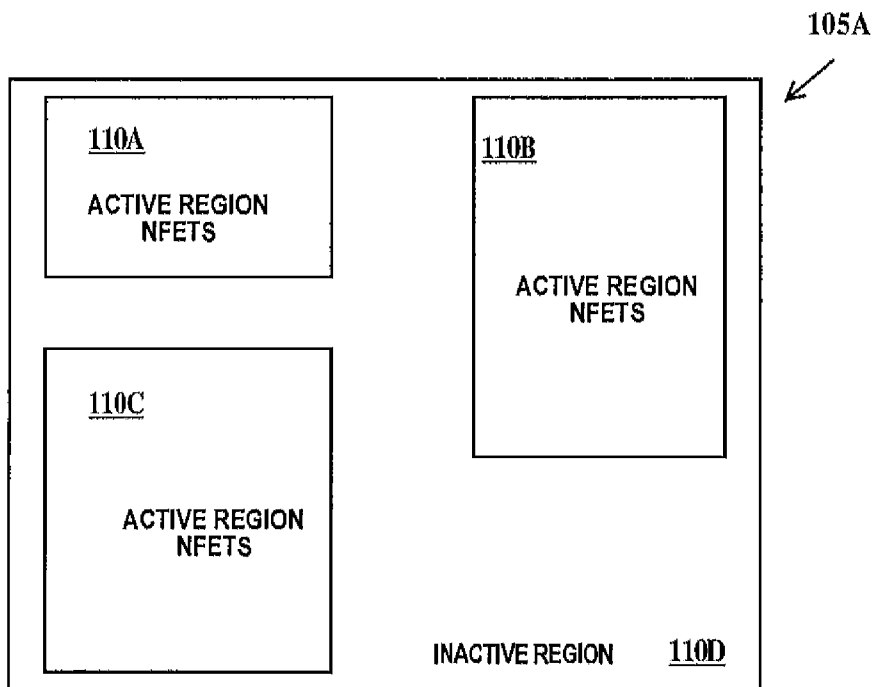 105A
110A
ACTIVE REGION
NFETS
110B
ACTIVE REGION
NFETS
110C
ACTIVE REGION
NFETS
INACTIVE REGION 110D